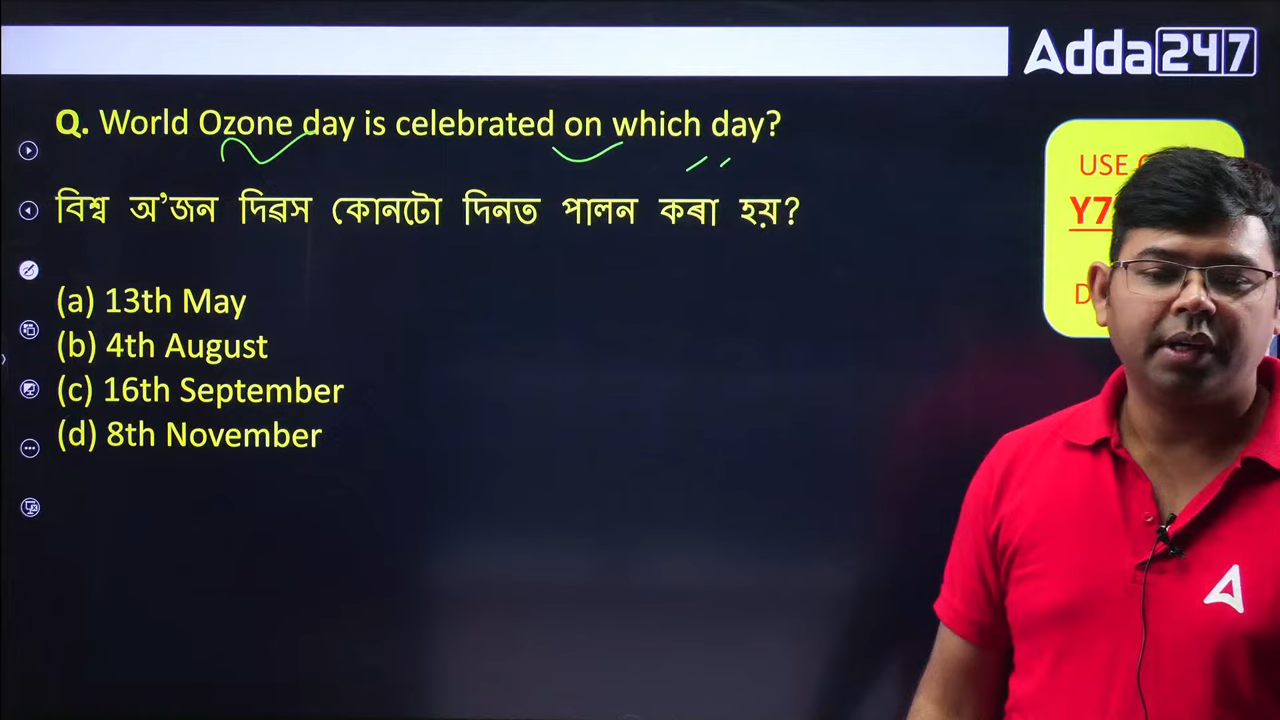 Adda247
Q. World Ozone day is celebrated on which day?
বিশ্ব অ'জন দিৱস কোনটো দিনত পালন কৰা হয়?
(a) 13th May
(b) 4th August
(c) 16th September
(d) 8th November
USE